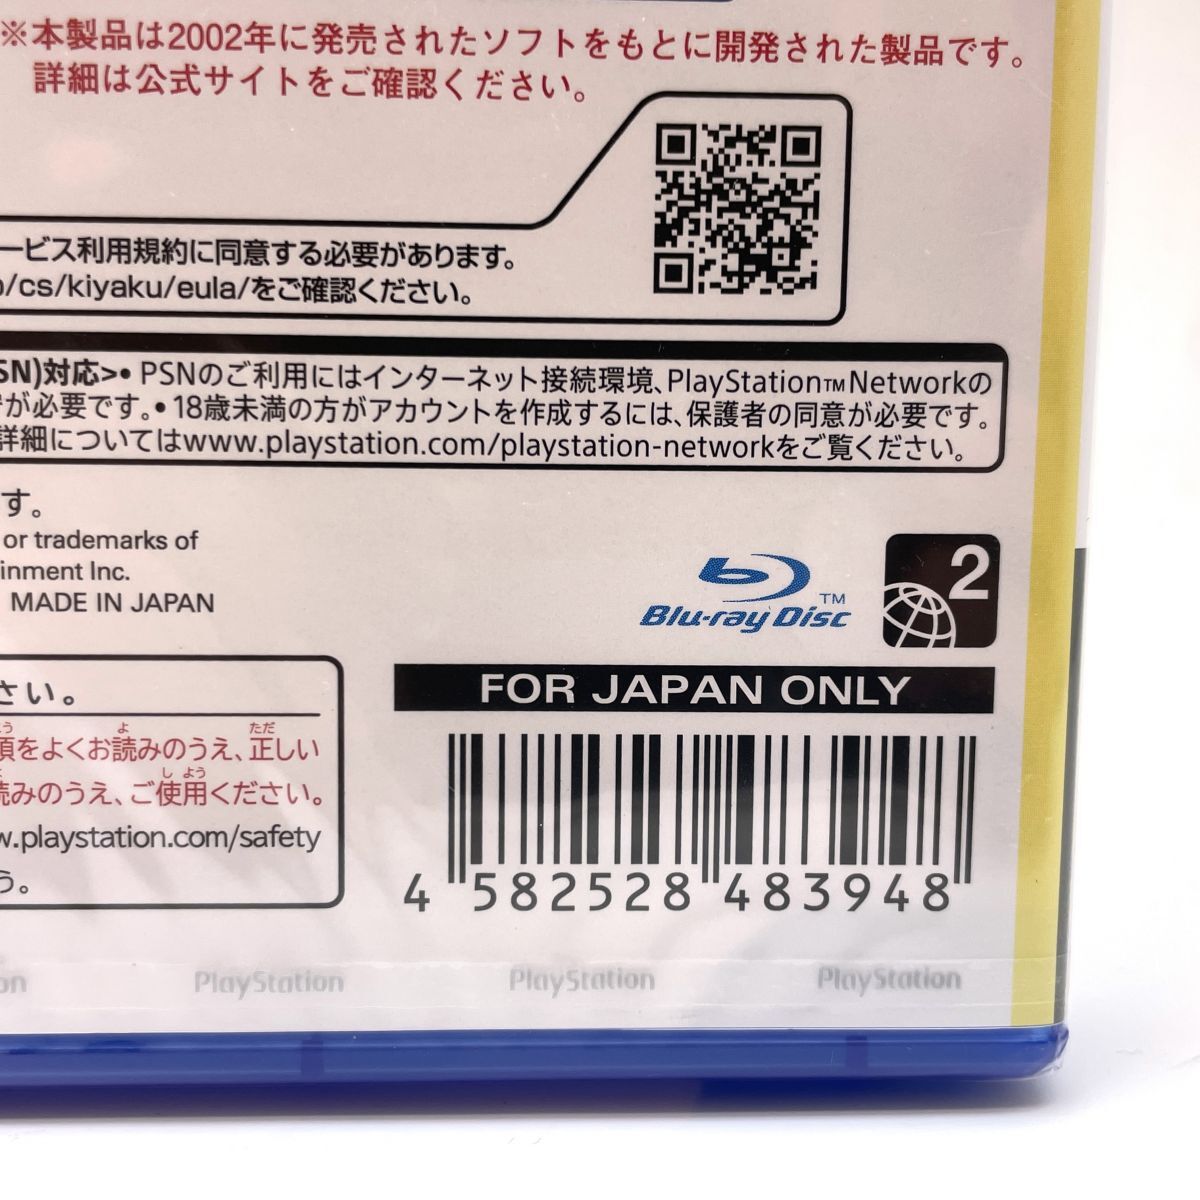 ※本製品は2002年に発売されたソフトをもとに開発された製品です。
詳細は公式サイトをご確認ください。
ービス利用規約に同意する必要があります。
/cs/kiyaku/eula/をご確認ください。
SN)対応>• PSNのご利用にはインターネット接続環境、PlayStation™Networkの
が必要です。• 18歳未満の方がアカウントを作成するには、保護者の同意が必要です。
詳細についてはwww.playstation.com/playstation-networkをご覧ください。
す。
or trademarks of
inment Inc.
MADE IN JAPAN
Blu-ray Disc™
2
FOR JAPAN ONLY
さい。
項をよくお読みのうえ、正しい
読みのうえ、ご使用ください。
w.playstation.com/safety
う。
4 582528 483948
PlayStation PlayStation PlayStation